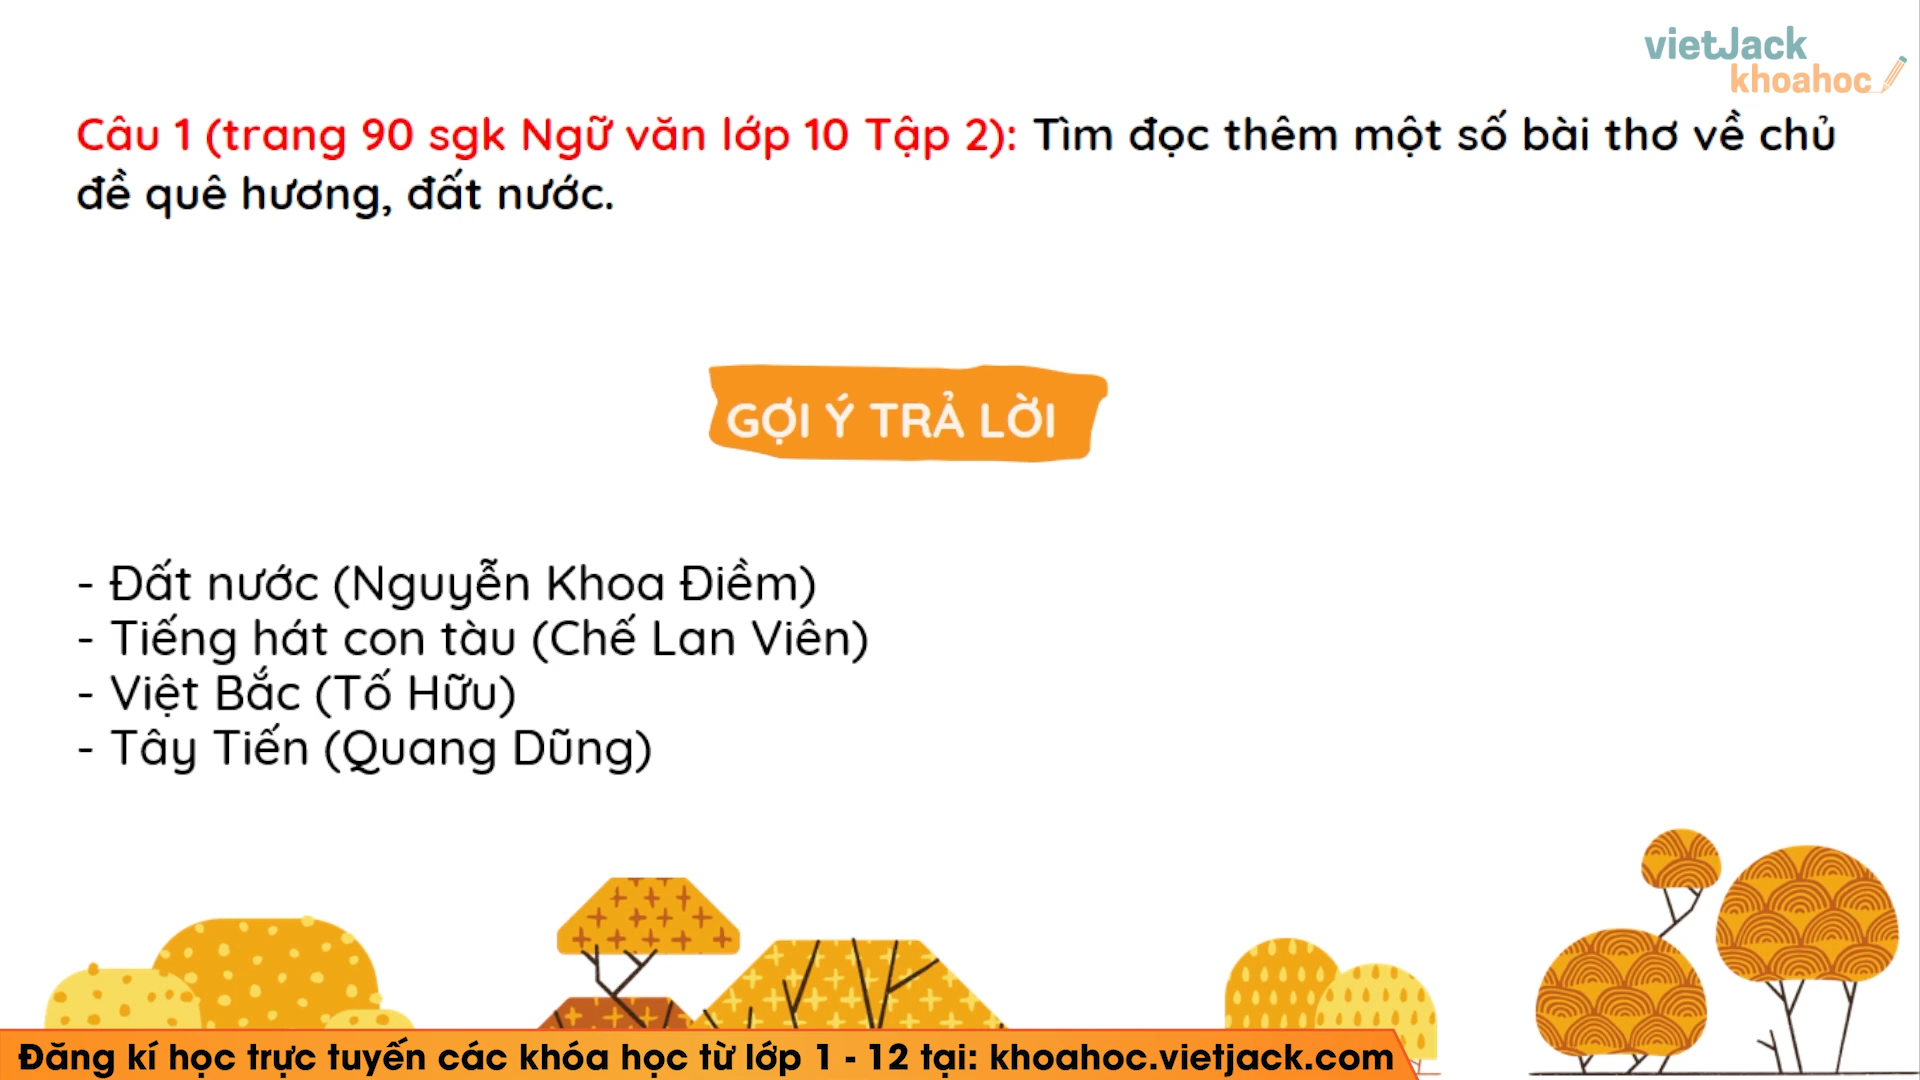 vietJack
khoahoc
Câu 1 (trang 90 sgk Ngữ văn lớp 10 Tập 2): Tìm đọc thêm một số bài thơ về chủ
đề quê hương, đất nước.
GỢI Ý TRẢ LỜI
- Đất nước (Nguyễn Khoa Điềm)
- Tiếng hát con tàu (Chế Lan Viên)
- Việt Bắc (Tố Hữu)
- Tây Tiến (Quang Dũng)
Đăng kí học trực tuyến các khóa học từ lớp 1 - 12 tại: khoahoc.vietjack.com